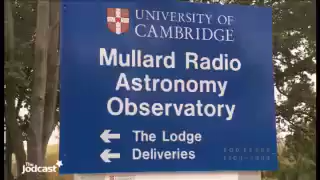 UNIVERSITY OF
CAMBRIDGE
Mullard Radio
Astronomy
Observatory
← The Lodge
← Deliveries
Jodcast